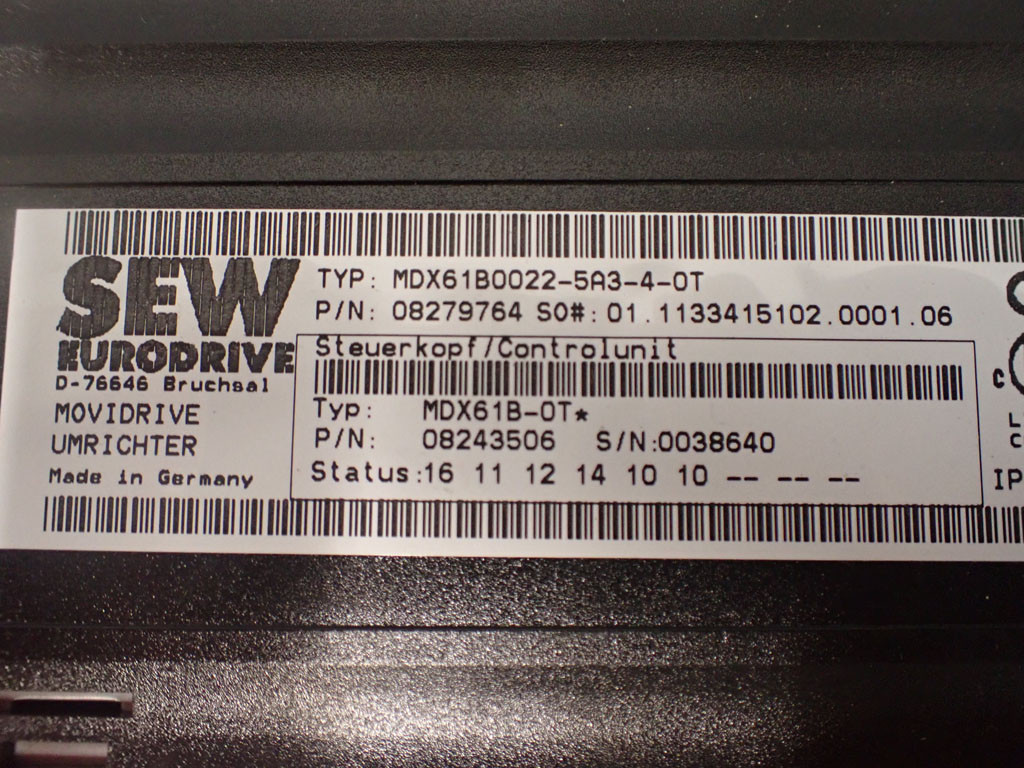 SEW
EURODRIVE
D-76646 Bruchsal
MOVIDRIVE
UMRICHTER
Made in Germany
TYP: MDX61B0022-5A3-4-0T
P/N: 08279764 SO#: 01.1133415102.0001.06
Steuerkopf/Controlunit
Typ: MDX61B-0T*
P/N: 08243506 S/N:0038640
Status:16 11 12 14 10 10 -- -- --
C
L
C
IP